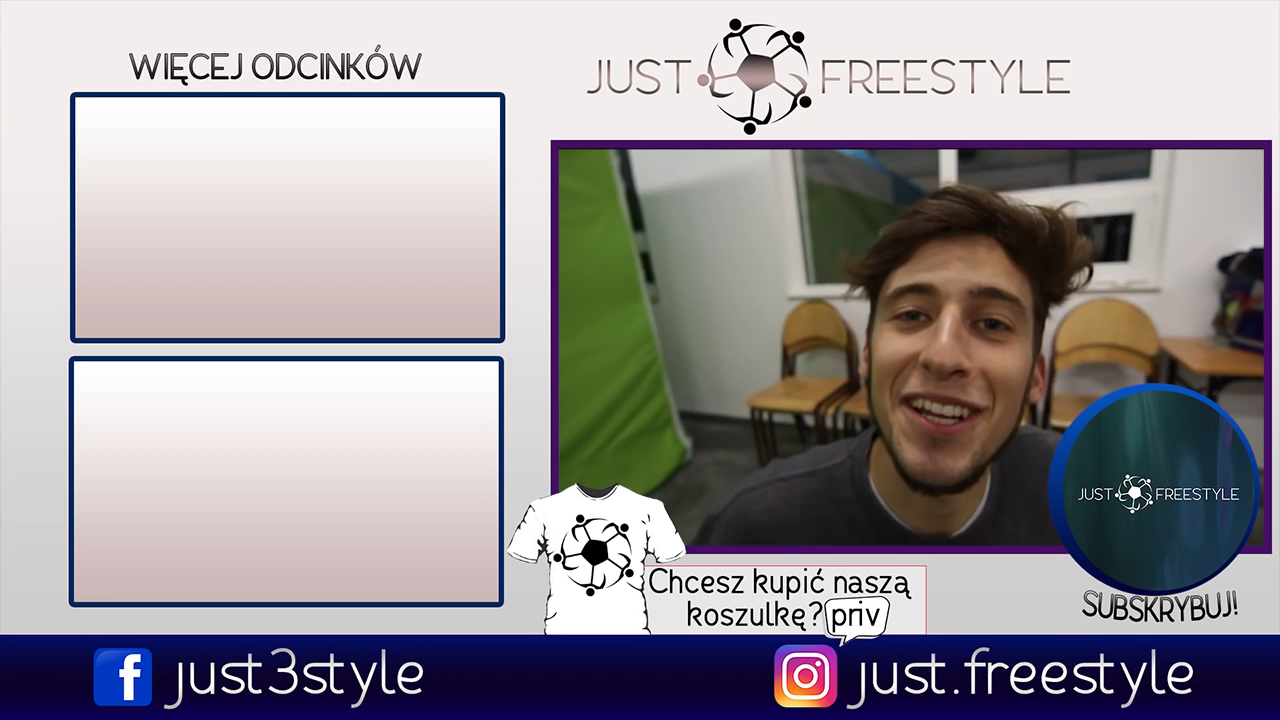 WIĘCEJ ODCINKÓW
JUST FREESTYLE
JUST FREESTYLE
Chcesz kupić naszą
koszulkę? priv
SUBSKRYBUJ!
just3style
just.freestyle